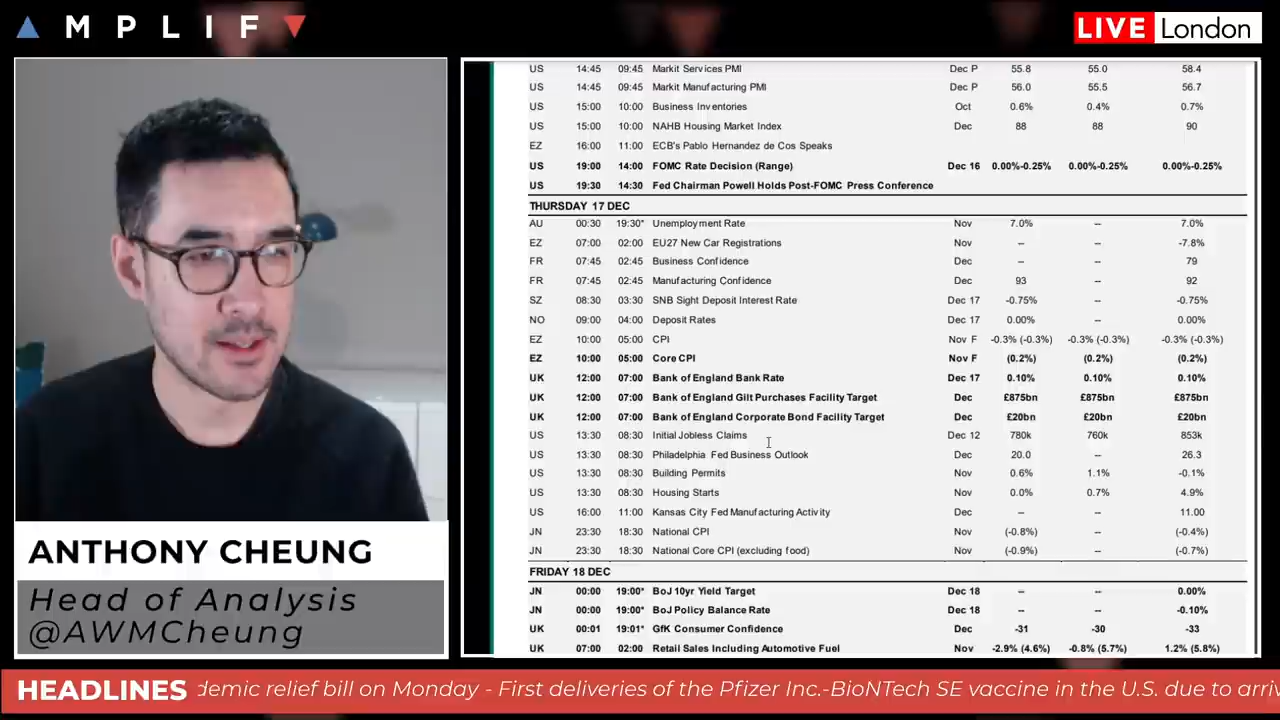 AMPLIFY
LIVE London
US 14:45 09:45 Markit Services PMI Dec P 55.8 55.0 58.4
US 14:45 09:45 Markit Manufacturing PMI Dec P 56.0 55.5 56.7
US 15:00 10:00 Business Inventories Oct 0.6% 0.4% 0.7%
US 15:00 10:00 NAHB Housing Market Index Dec 88 88 90
EZ 16:00 11:00 ECB's Pablo Hernandez de Cos Speaks
US 19:00 14:00 FOMC Rate Decision (Range) Dec 16 0.00%-0.25% 0.00%-0.25% 0.00%-0.25%
US 19:30 14:30 Fed Chairman Powell Holds Post-FOMC Press Conference
THURSDAY 17 DEC
AU 00:30 19:30* Unemployment Rate Nov 7.0% -- 7.0%
EZ 07:00 02:00 EU27 New Car Registrations Nov -- -- -7.8%
FR 07:45 02:45 Business Confidence Dec -- -- 79
FR 07:45 02:45 Manufacturing Confidence Dec 93 -- 92
SZ 08:30 03:30 SNB Sight Deposit Interest Rate Dec 17 -0.75% -- -0.75%
NO 09:00 04:00 Deposit Rates Dec 17 0.00% -- 0.00%
EZ 10:00 05:00 CPI Nov F -0.3% (-0.3%) -0.3% (-0.3%) -0.3% (-0.3%)
EZ 10:00 05:00 Core CPI Nov F (0.2%) (0.2%) (0.2%)
UK 12:00 07:00 Bank of England Bank Rate Dec 17 0.10% 0.10% 0.10%
UK 12:00 07:00 Bank of England Gilt Purchases Facility Target Dec £875bn £875bn £875bn
UK 12:00 07:00 Bank of England Corporate Bond Facility Target Dec £20bn £20bn £20bn
US 13:30 08:30 Initial Jobless Claims Dec 12 780k 760k 853k
US 13:30 08:30 Philadelphia Fed Business Outlook Dec 20.0 -- 26.3
US 13:30 08:30 Building Permits Nov 0.6% 1.1% -0.1%
US 13:30 08:30 Housing Starts Nov 0.0% 0.7% 4.9%
US 16:00 11:00 Kansas City Fed Manufacturing Activity Dec -- -- 11.00
JN 23:30 18:30 National CPI Nov (-0.8%) -- (-0.4%)
JN 23:30 18:30 National Core CPI (excluding food) Nov (-0.9%) -- (-0.7%)
FRIDAY 18 DEC
JN 00:00 19:00* BoJ 10yr Yield Target Dec 18 -- -- 0.00%
JN 00:00 19:00* BoJ Policy Balance Rate Dec 18 -- -- -0.10%
UK 00:01 19:01* GfK Consumer Confidence Dec -31 -30 -33
UK 07:00 02:00 Retail Sales Including Automotive Fuel Nov -2.9% (4.6%) -0.8% (5.7%) 1.2% (5.8%)
ANTHONY CHEUNG
Head of Analysis
@AWMCheung
HEADLINES demic relief bill on Monday - First deliveries of the Pfizer Inc.-BioNTech SE vaccine in the U.S. due to arriv